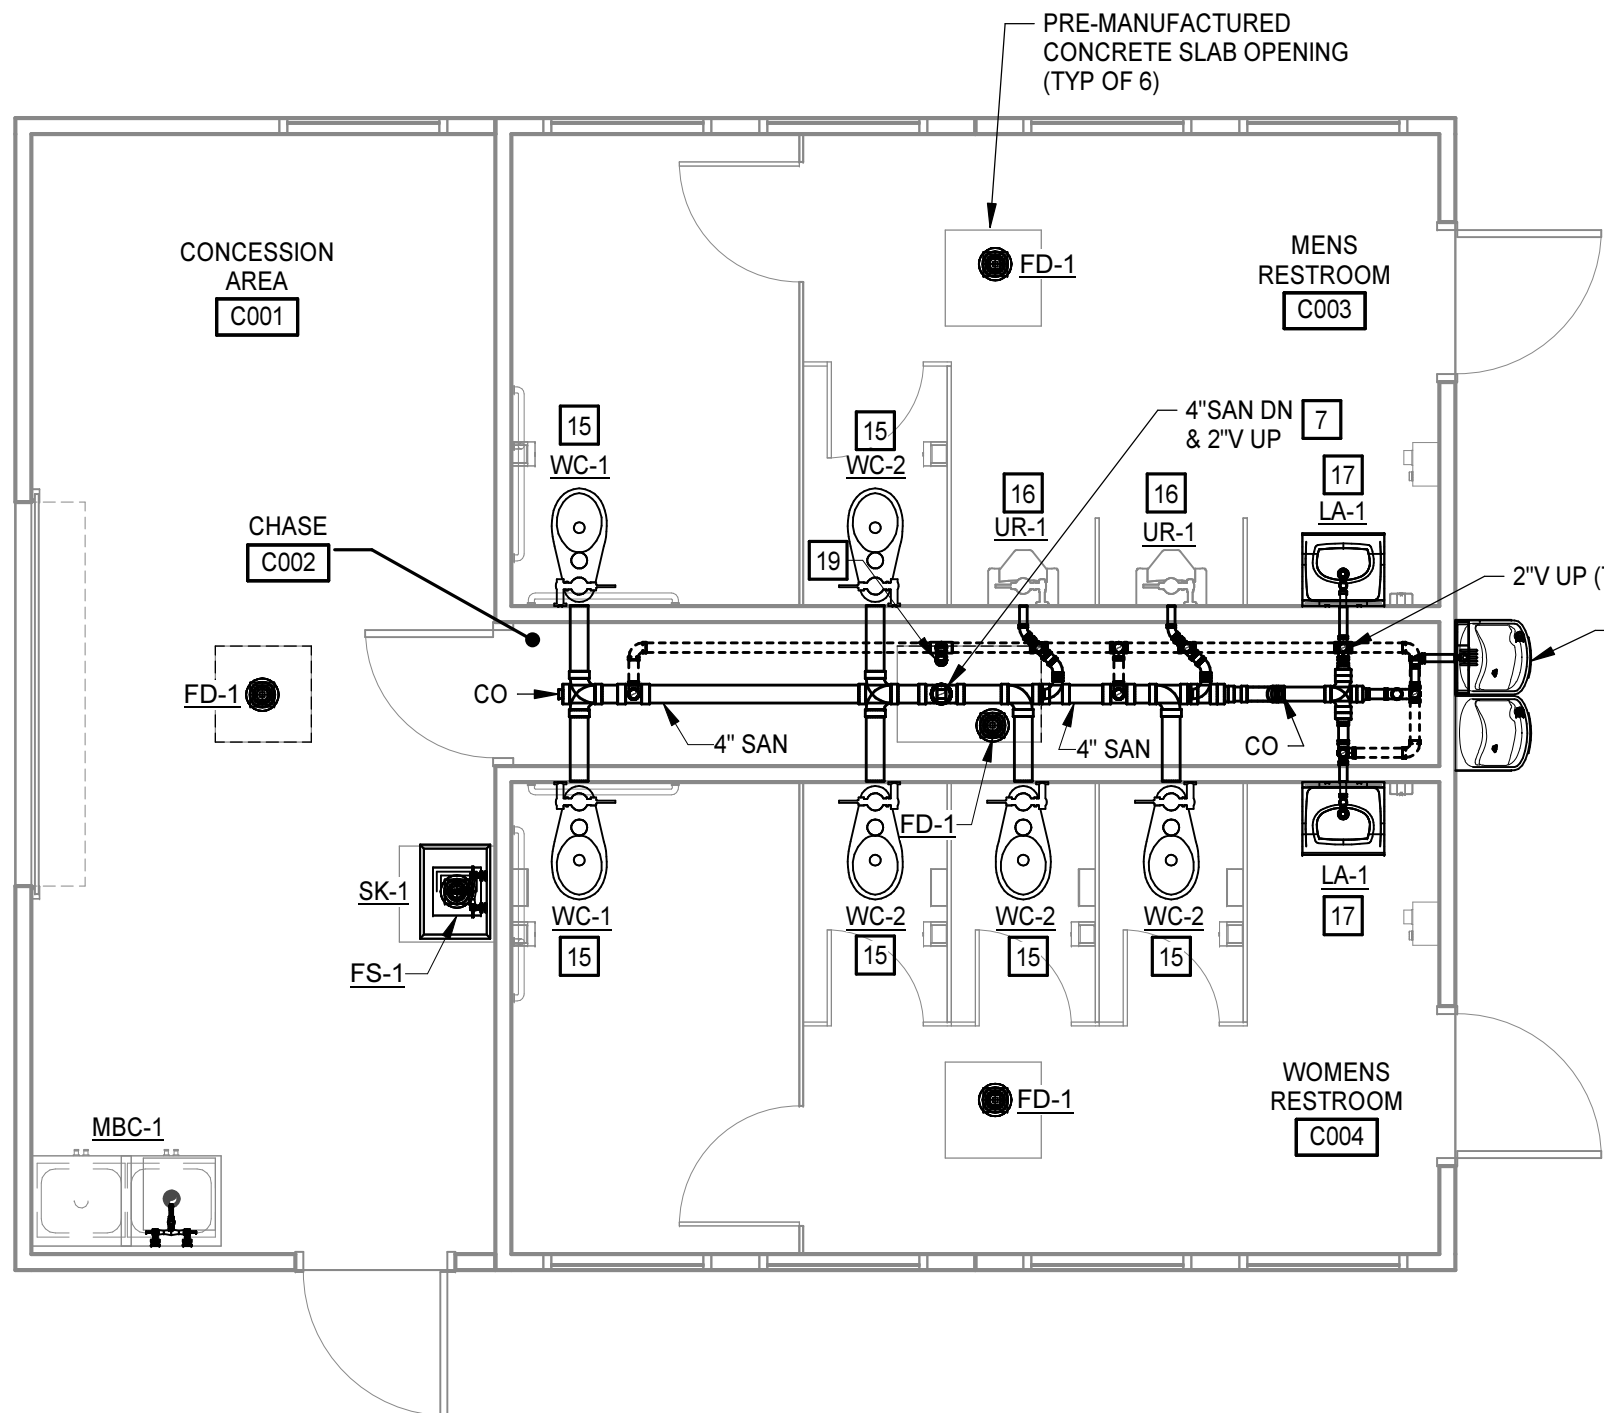 PRE-MANUFACTURED
CONCRETE SLAB OPENING
(TYP OF 6)
CONCESSION
AREA
C001
FD-1
MENS
RESTROOM
C003
4"SAN DN
& 2"V UP
7
15
WC-1
15
WC-2
16
UR-1
16
UR-1
17
LA-1
CHASE
C002
19
2"V UP (
FD-1
CO
4" SAN
4" SAN
CO
FD-1
SK-1
FS-1
WC-1
15
WC-2
15
WC-2
15
WC-2
15
LA-1
17
FD-1
WOMENS
RESTROOM
C004
MBC-1